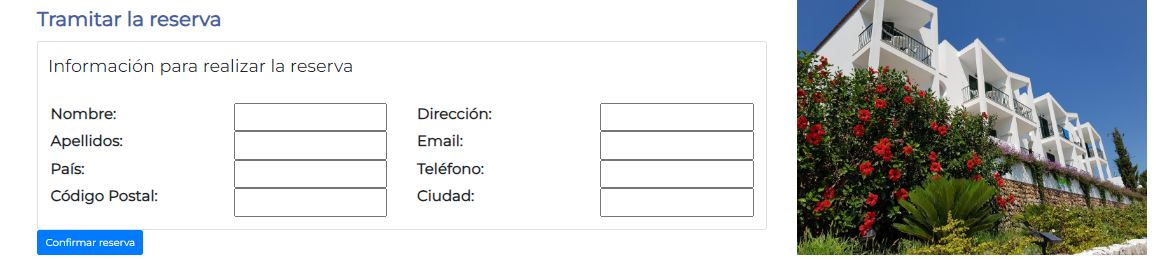 Tramitar la reserva
Información para realizar la reserva
Nombre:
Dirección:
Apellidos:
Email:
País:
Teléfono:
Código Postal:
Ciudad:
Confirmar reserva